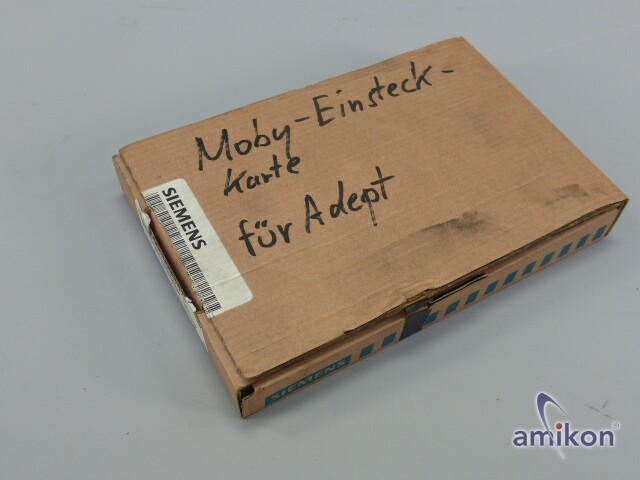 Moby-Einsteck-
Karte
für Adept
SIEMENS
SIEMENS
amikon